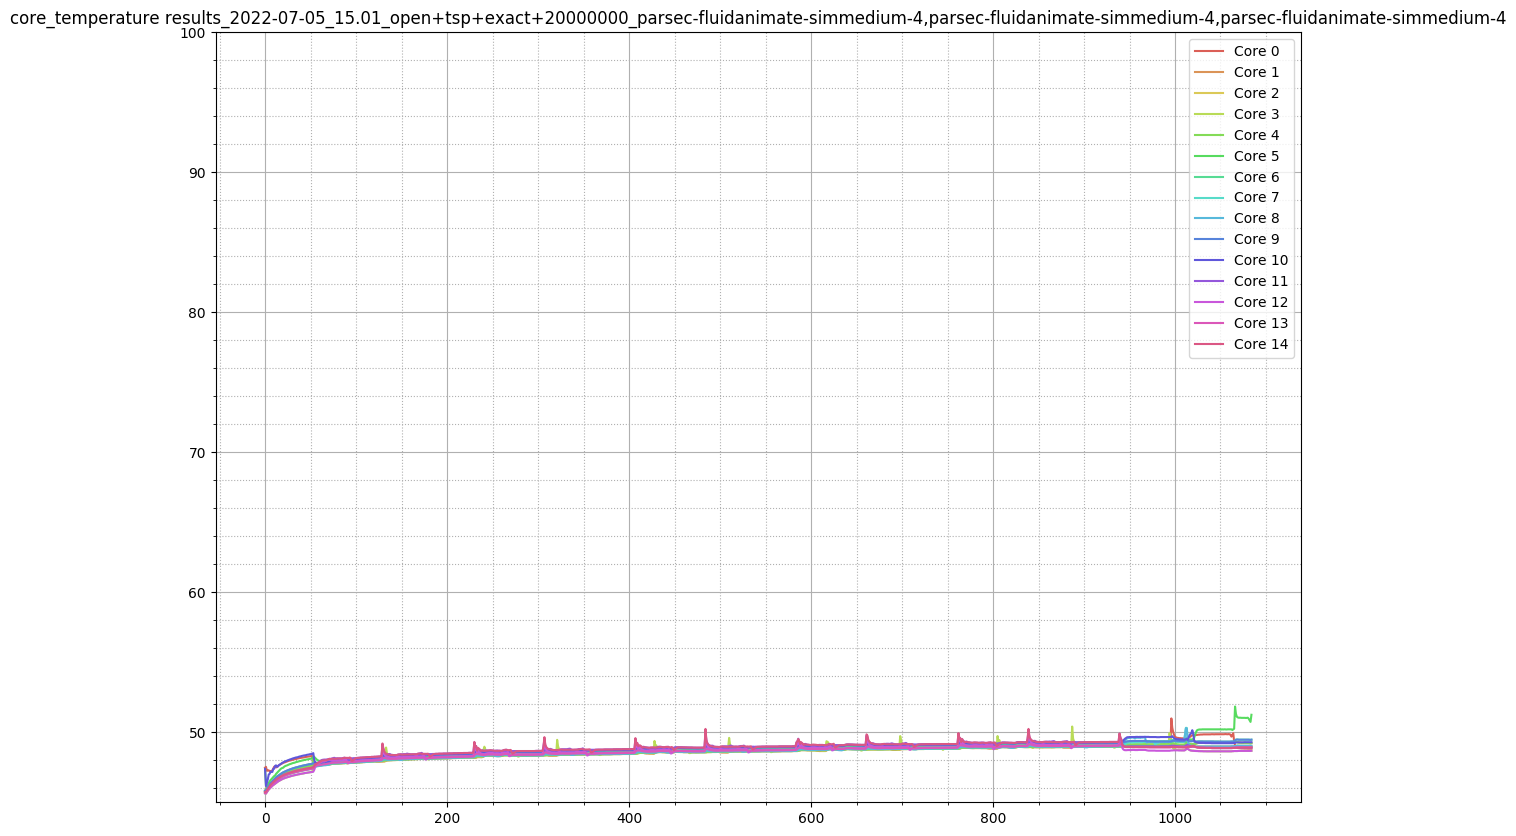 core_temperature results_2022-07-05_15.01_open+tsp+exact+20000000_parsec-fluidanimate-simmedium-4,parsec-fluidanimate-simmedium-4,parsec-fluidanimate-simmedium-4
100
90
80
70
60
50
Core 0
Core 1
Core 2
Core 3
Core 4
Core 5
Core 6
Core 7
Core 8
Core 9
Core 10
Core 11
Core 12
Core 13
Core 14
0 200 400 600 800 1000